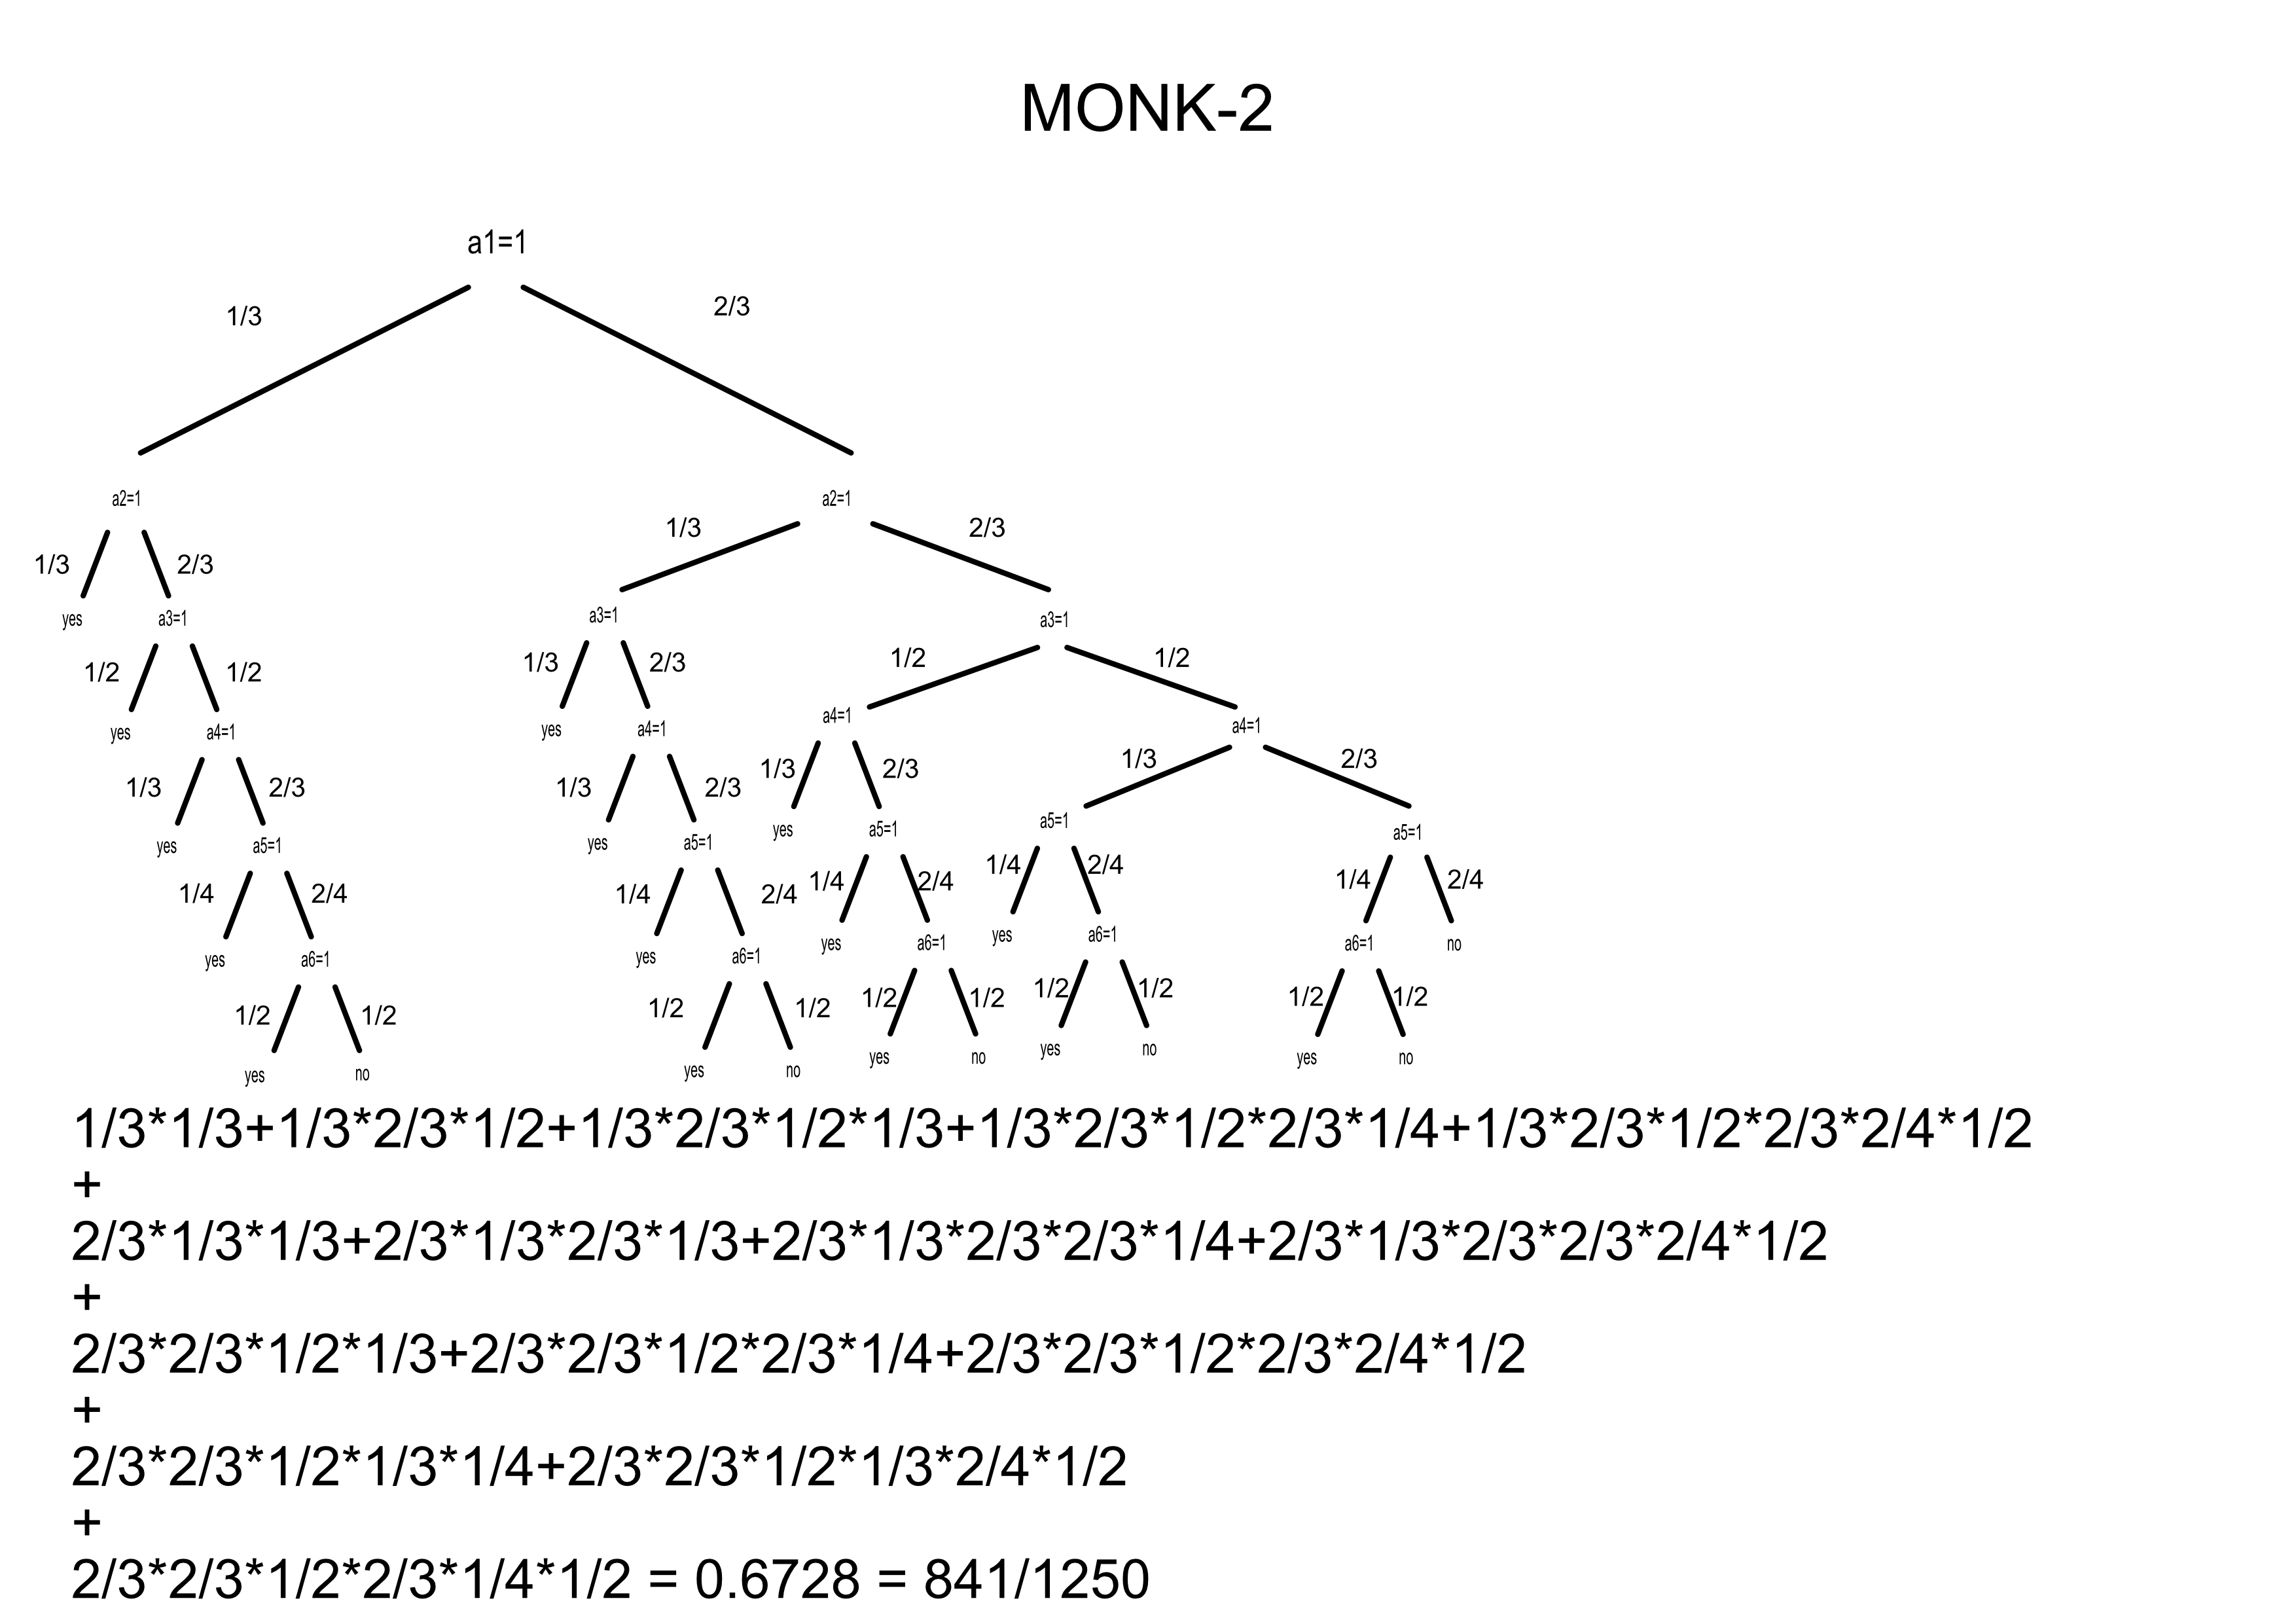 MONK-2
a1=1
1/3 2/3
a2=1 a2=1
1/3 2/3
1/3 2/3
yes a3=1 a3=1 a3=1
1/2 1/2 1/3 2/3 1/2 1/2
yes a4=1 yes a4=1 a4=1 a4=1
1/3 2/3 1/3 2/3 1/3 2/3 1/3 2/3
yes a5=1 yes a5=1 yes a5=1 a5=1 a5=1
1/4 2/4 1/4 2/4 1/4 2/4 1/4 2/4 1/4 2/4
yes a6=1 yes a6=1 yes a6=1 yes a6=1 a6=1 no
1/2 1/2 1/2 1/2 1/2 1/2 1/2 1/2 1/2 1/2
yes no yes no yes no yes no yes no
1/3*1/3+1/3*2/3*1/2+1/3*2/3*1/2*1/3+1/3*2/3*1/2*2/3*1/4+1/3*2/3*1/2*2/3*2/4*1/2
+
2/3*1/3*1/3+2/3*1/3*2/3*1/3+2/3*1/3*2/3*2/3*1/4+2/3*1/3*2/3*2/3*2/4*1/2
+
2/3*2/3*1/2*1/3+2/3*2/3*1/2*2/3*1/4+2/3*2/3*1/2*2/3*2/4*1/2
+
2/3*2/3*1/2*1/3*1/4+2/3*2/3*1/2*1/3*2/4*1/2
+
2/3*2/3*1/2*2/3*1/4*1/2 = 0.6728 = 841/1250